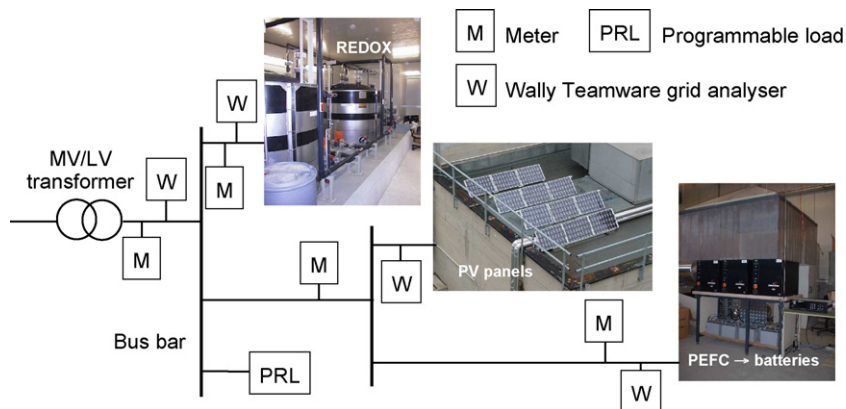 M Meter PRL Programmable load
W Wally Teamware grid analyser
REDOX
W
MV/LV
transformer
W
M
M
PV panels
M
W
Bus bar
M
PRL
W
PEFC → batteries